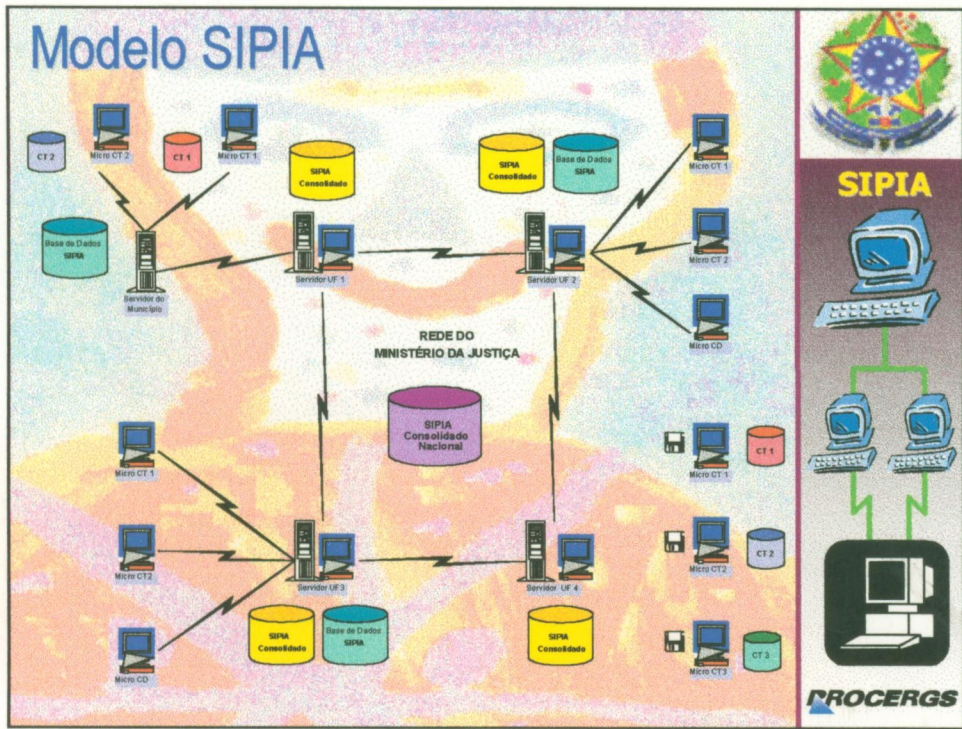 Modelo SIPIA
CT 2
Micro CT 2
CT 1
Micro CT 1
SIPIA
Consolidado
SIPIA
Consolidado
Base de Dados
SIPIA
Micro CT 1
Base de Dados
SIPIA
Servidor do
Município
Servidor UF 1
Servidor UF 2
Micro CT 2
Micro CD
REDE DO
MINISTÉRIO DA JUSTIÇA
SIPIA
Consolidado
Nacional
Micro CT 1
Micro CT2
Micro CD
Servidor UF3
Servidor UF 4
SIPIA
Consolidado
Base de Dados
SIPIA
SIPIA
Consolidado
Micro CT 1
CT 1
Micro CT2
CT 2
Micro CT3
CT 3
SIPIA
PROCERGS